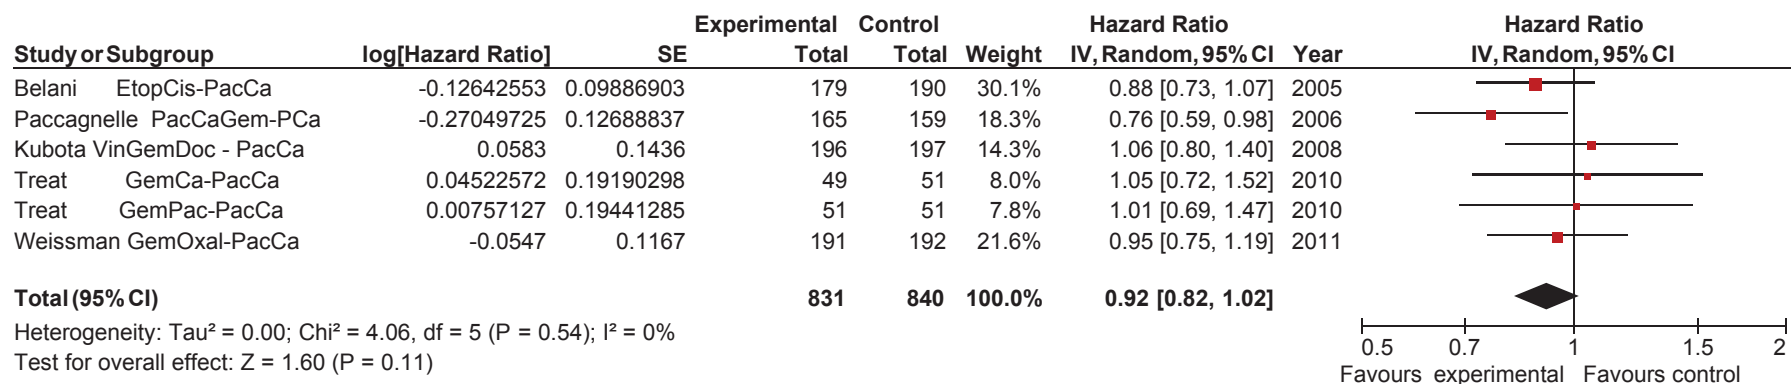 Experimental Control Hazard Ratio Hazard Ratio
Study or Subgroup log[Hazard Ratio] SE Total Total Weight IV, Random, 95% CI Year IV, Random, 95% CI
Belani EtopCis-PacCa -0.12642553 0.09886903 179 190 30.1% 0.88 [0.73, 1.07] 2005
Paccagnelle PacCaGem-PCa -0.27049725 0.12688837 165 159 18.3% 0.76 [0.59, 0.98] 2006
Kubota VinGemDoc - PacCa 0.0583 0.1436 196 197 14.3% 1.06 [0.80, 1.40] 2008
Treat GemCa-PacCa 0.04522572 0.19190298 49 51 8.0% 1.05 [0.72, 1.52] 2010
Treat GemPac-PacCa 0.00757127 0.19441285 51 51 7.8% 1.01 [0.69, 1.47] 2010
Weissman GemOxal-PacCa -0.0547 0.1167 191 192 21.6% 0.95 [0.75, 1.19] 2011
Total (95% CI) 831 840 100.0% 0.92 [0.82, 1.02]
Heterogeneity: Tau² = 0.00; Chi² = 4.06, df = 5 (P = 0.54); I² = 0%
Test for overall effect: Z = 1.60 (P = 0.11)
0.5 0.7 1 1.5 2
Favours experimental Favours control